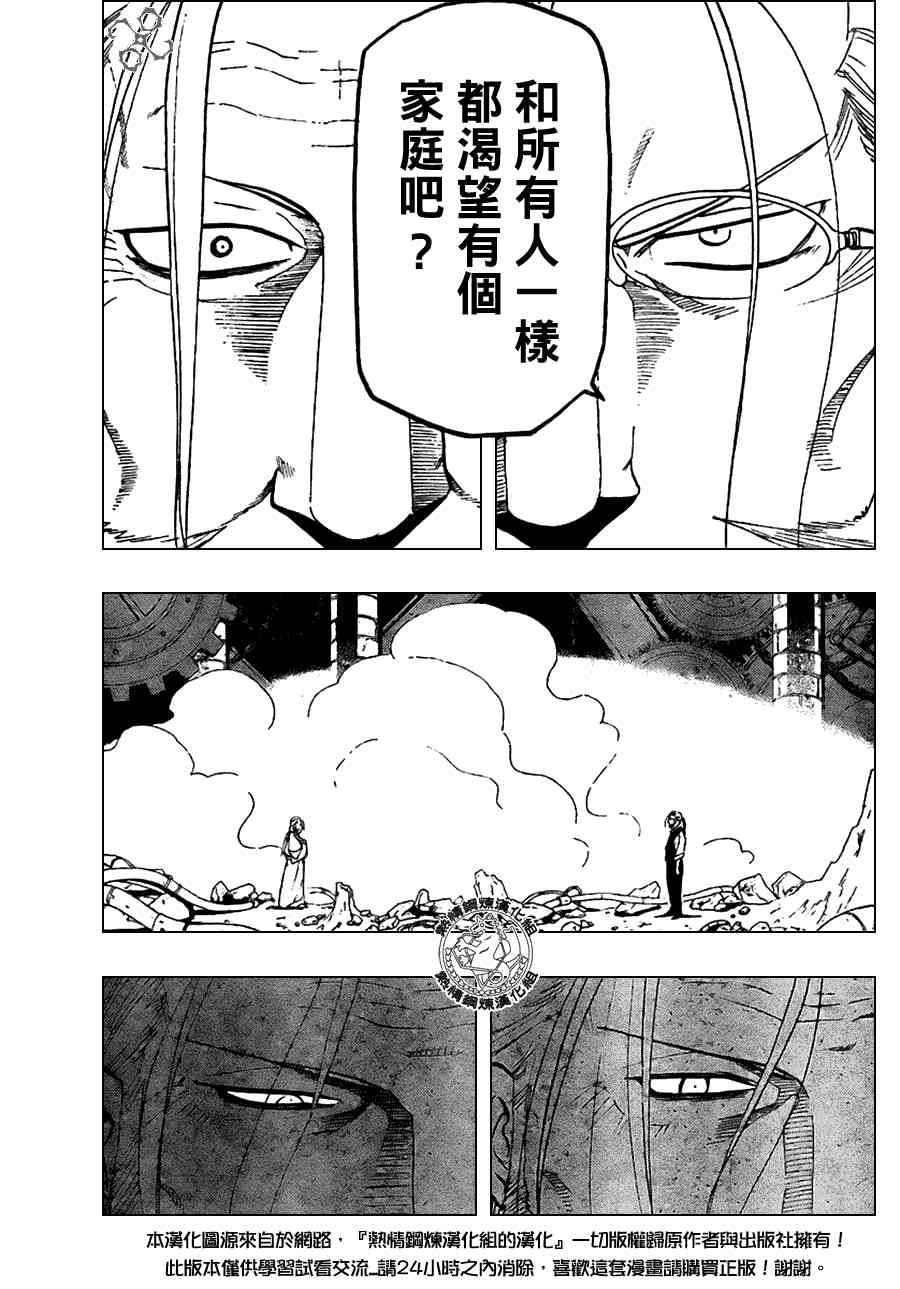 和所有人一樣
都渴望有個
家庭吧？
熱情鋼煉漢化組
熱情鋼煉漢化組
本漢化圖源來自於網路，『熱情鋼煉漢化組的漢化』一切版權歸原作者與出版社擁有！
此版本僅供學習試看交流…請24小時之內消除，喜歡這套漫畫請購買正版！謝謝。